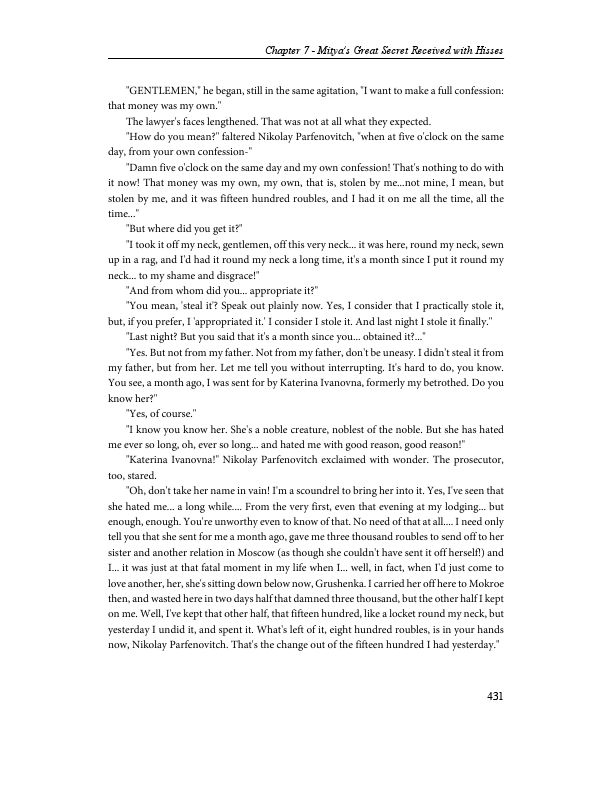 Chapter 7 - Mitya's Great Secret Received with Hisses
"GENTLEMEN," he began, still in the same agitation, "I want to make a full confession:
that money was my own."
The lawyer's faces lengthened. That was not at all what they expected.
"How do you mean?" faltered Nikolay Parfenovitch, "when at five o'clock on the same
day, from your own confession-"
"Damn five o'clock on the same day and my own confession! That's nothing to do with
it now! That money was my own, my own, that is, stolen by me...not mine, I mean, but
stolen by me, and it was fifteen hundred roubles, and I had it on me all the time, all the
time..."
"But where did you get it?"
"I took it off my neck, gentlemen, off this very neck... it was here, round my neck, sewn
up in a rag, and I'd had it round my neck a long time, it's a month since I put it round my
neck... to my shame and disgrace!"
"And from whom did you... appropriate it?"
"You mean, 'steal it'? Speak out plainly now. Yes, I consider that I practically stole it,
but, if you prefer, I 'appropriated it.' I consider I stole it. And last night I stole it finally."
"Last night? But you said that it's a month since you... obtained it?..."
"Yes. But not from my father. Not from my father, don't be uneasy. I didn't steal it from
my father, but from her. Let me tell you without interrupting. It's hard to do, you know.
You see, a month ago, I was sent for by Katerina Ivanovna, formerly my betrothed. Do you
know her?"
"Yes, of course."
"I know you know her. She's a noble creature, noblest of the noble. But she has hated
me ever so long, oh, ever so long... and hated me with good reason, good reason!"
"Katerina Ivanovna!" Nikolay Parfenovitch exclaimed with wonder. The prosecutor,
too, stared.
"Oh, don't take her name in vain! I'm a scoundrel to bring her into it. Yes, I've seen that
she hated me... a long while.... From the very first, even that evening at my lodging... but
enough, enough. You're unworthy even to know of that. No need of that at all.... I need only
tell you that she sent for me a month ago, gave me three thousand roubles to send off to her
sister and another relation in Moscow (as though she couldn't have sent it off herself!) and
I... it was just at that fatal moment in my life when I... well, in fact, when I'd just come to
love another, her, she's sitting down below now, Grushenka. I carried her off here to Mokroe
then, and wasted here in two days half that damned three thousand, but the other half I kept
on me. Well, I've kept that other half, that fifteen hundred, like a locket round my neck, but
yesterday I undid it, and spent it. What's left of it, eight hundred roubles, is in your hands
now, Nikolay Parfenovitch. That's the change out of the fifteen hundred I had yesterday."
431